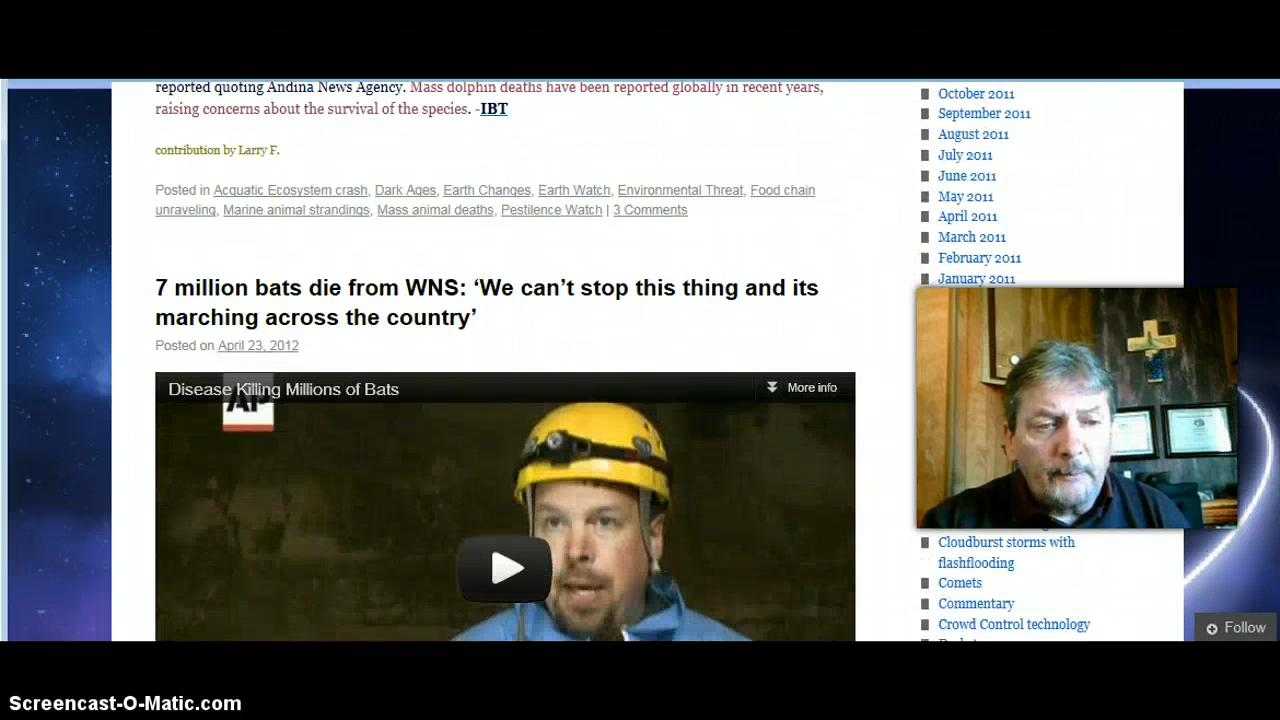 reported quoting Andina News Agency. Mass dolphin deaths have been reported globally in recent years,
raising concerns about the survival of the species. -IBT
contribution by Larry F.
Posted in Acquatic Ecosystem crash, Dark Ages, Earth Changes, Earth Watch, Environmental Threat, Food chain
unraveling, Marine animal strandings, Mass animal deaths, Pestilence Watch | 3 Comments
7 million bats die from WNS: ‘We can’t stop this thing and its
marching across the country’
Posted on April 23, 2012
Disease Killing Millions of Bats
More info
AP
October 2011
September 2011
August 2011
July 2011
June 2011
May 2011
April 2011
March 2011
February 2011
January 2011
Cloudburst storms with
flashflooding
Comets
Commentary
Crowd Control technology
Follow
Screencast-O-Matic.com